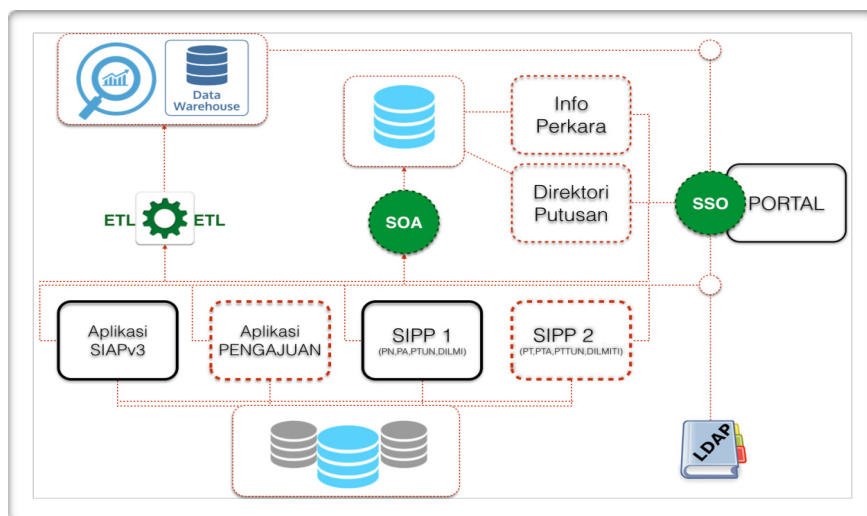 Data
Warehouse
Info
Perkara
Direktori
Putusan
SSO
PORTAL
ETL
ETL
SOA
Aplikasi
SIAPv3
Aplikasi
PENGAJUAN
SIPP 1
(PN,PA,PTUN,DILMI)
SIPP 2
(PT,PTA,PTTUN,DILMITI)
LDAP